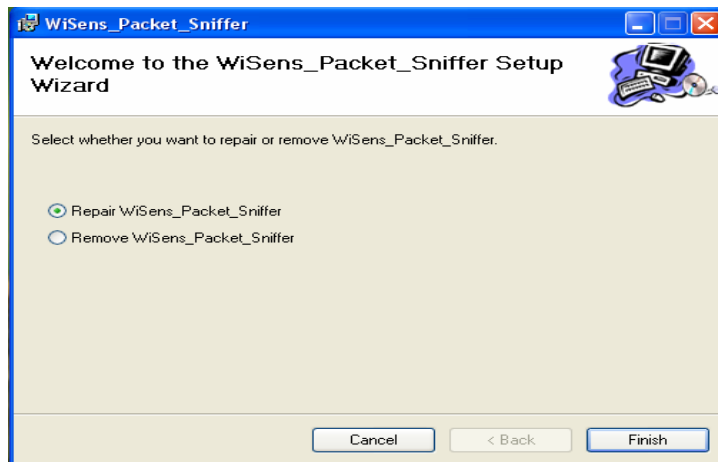 WiSens_Packet_Sniffer
Welcome to the WiSens_Packet_Sniffer Setup
Wizard
Select whether you want to repair or remove WiSens_Packet_Sniffer.
Repair WiSens_Packet_Sniffer
Remove WiSens_Packet_Sniffer
Cancel
< Back
Finish